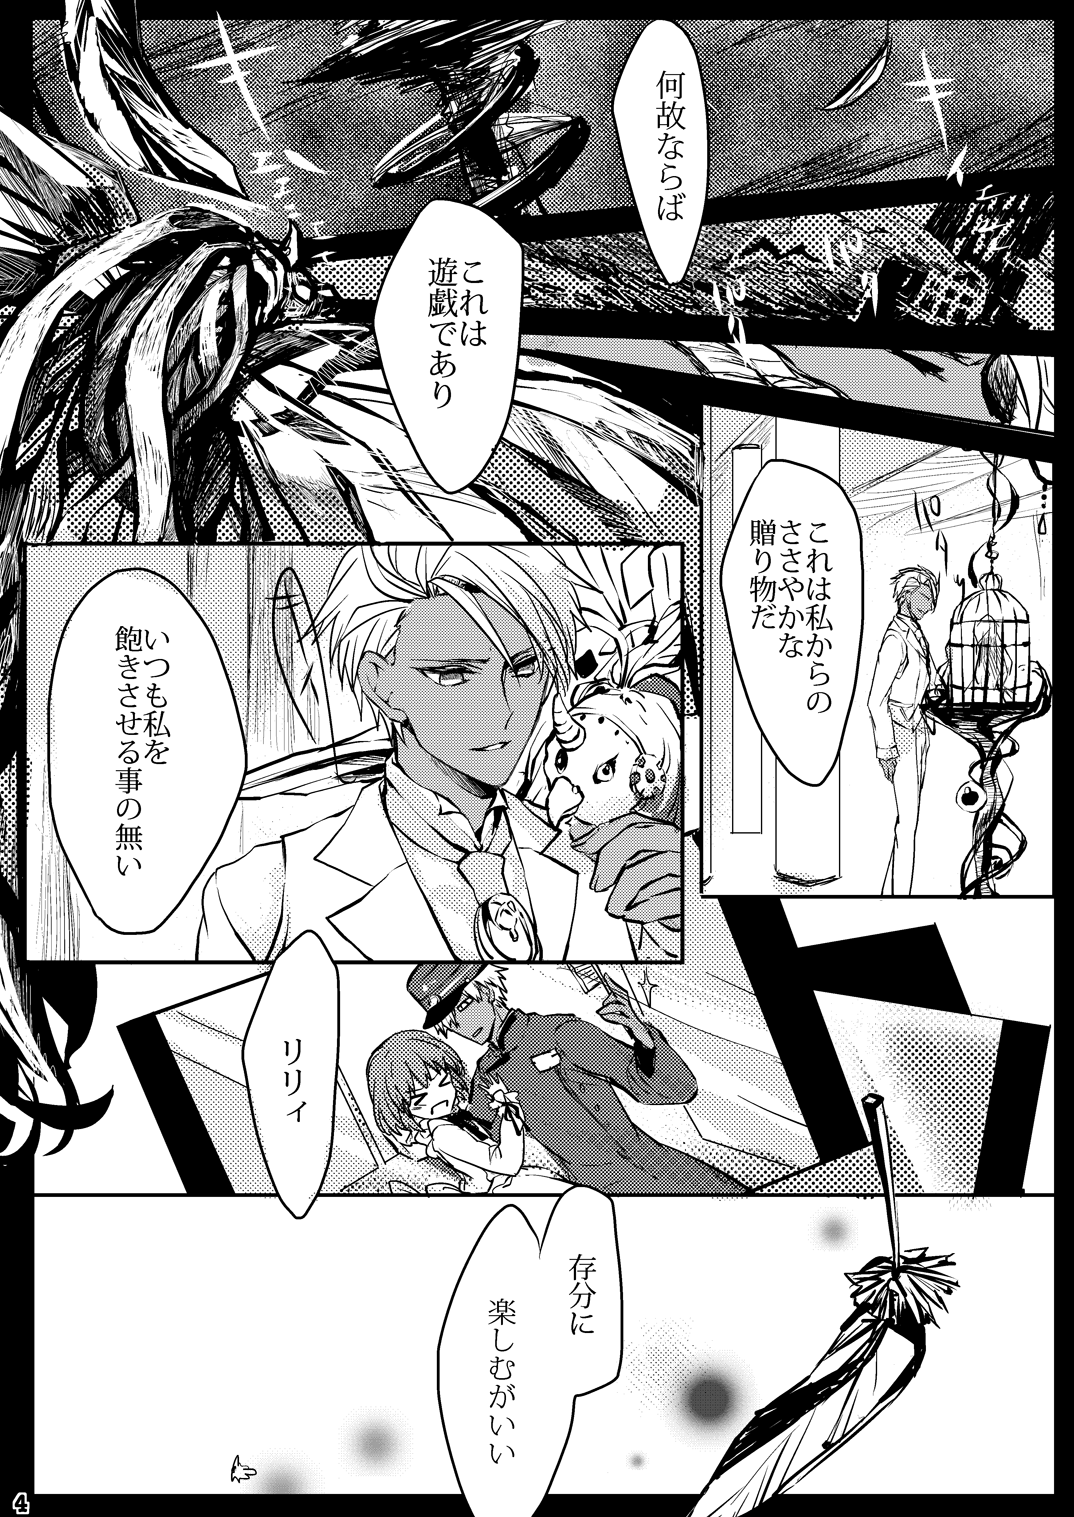 何故ならば
これは
遊戯であり
これは私からの
ささやかな
贈り物だ
いつも私を
飽きさせる事の無い
リリィ
存分に
楽しむがいい
4